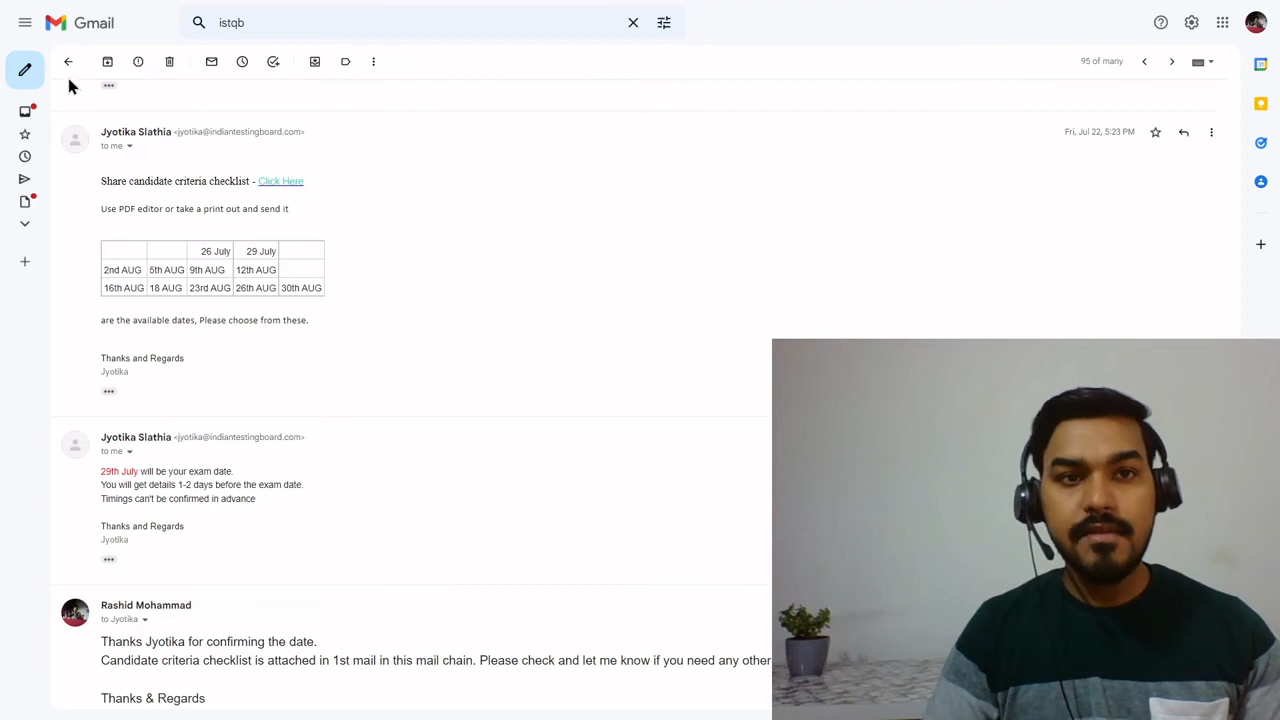 Gmail
istqb
95 of many
Jyotika Slathia <jyotika@indiantestingboard.com>
Fri, Jul 22, 5:23 PM
to me
Share candidate criteria checklist - Click Here
Use PDF editor or take a print out and send it
26 July 29 July
2nd AUG 5th AUG 9th AUG 12th AUG
16th AUG 18 AUG 23rd AUG 26th AUG 30th AUG
are the available dates, Please choose from these.
Thanks and Regards
Jyotika
Jyotika Slathia <jyotika@indiantestingboard.com>
to me
29th July will be your exam date.
You will get details 1-2 days before the exam date.
Timings can't be confirmed in advance
Thanks and Regards
Jyotika
Rashid Mohammad
to Jyotika
Thanks Jyotika for confirming the date.
Candidate criteria checklist is attached in 1st mail in this mail chain. Please check and let me know if you need any other
Thanks & Regards